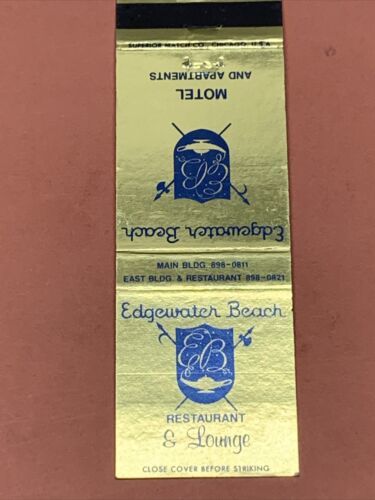 SUPERIOR MATCH CO., CHICAGO, U.S.A.
Edgewater Beach
EB
MOTEL
AND APARTMENTS
MAIN BLDG. 898-0811
EAST BLDG & RESTAURANT 898-0821
Edgewater Beach
EB
RESTAURANT
& Lounge
CLOSE COVER BEFORE STRIKING